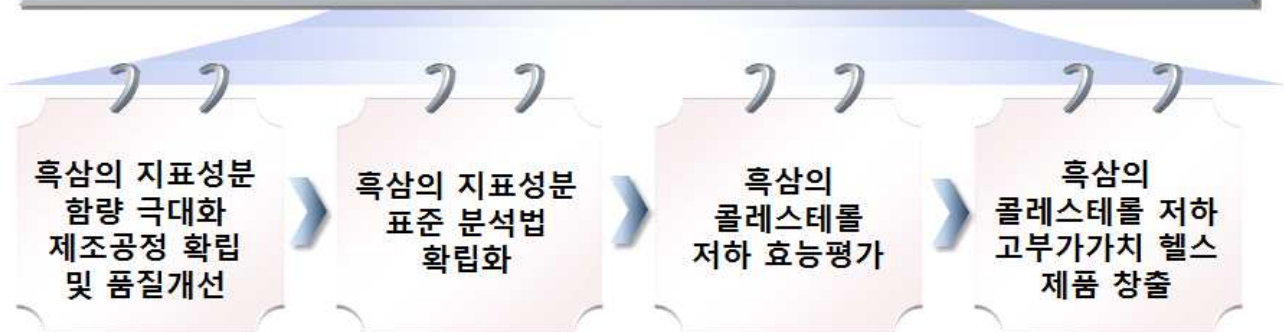 흑삼의 지표성분
함량 극대화
제조공정 확립
및 품질개선
흑삼의 지표성분
표준 분석법
확립화
흑삼의
콜레스테롤
저하 효능평가
흑삼의
콜레스테롤 저하
고부가가치 헬스
제품 창출